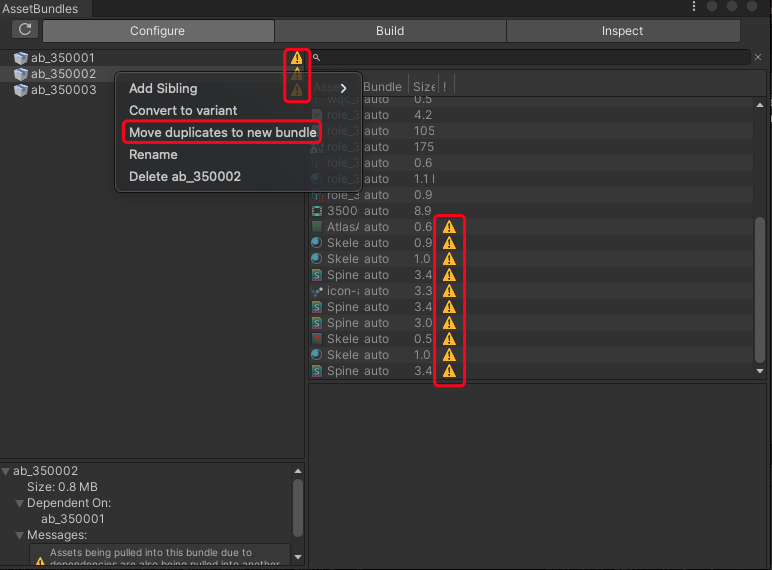 AssetBundles
Configure Build Inspect
ab_350001
ab_350002
ab_350003
Add Sibling
Convert to variant
Move duplicates to new bundle
Rename
Delete ab_350002
Bundle Size !
auto 0.5
role_3 auto 4.2
role_3 auto 105
role_3 auto 175
role_3 auto 0.6
role_3 auto 1.1
role_3 auto 0.9
3500 auto 8.9
AtlasA auto 0.6
Skele auto 0.9
Skele auto 1.0
Spine auto 3.4
icon-a auto 3.3
Spine auto 3.4
Spine auto 3.0
Skele auto 0.5
Skele auto 1.0
Spine auto 3.4
ab_350002
Size: 0.8 MB
Dependent On:
ab_350001
Messages:
Assets being pulled into this bundle due to
dependencies are also being pulled into another